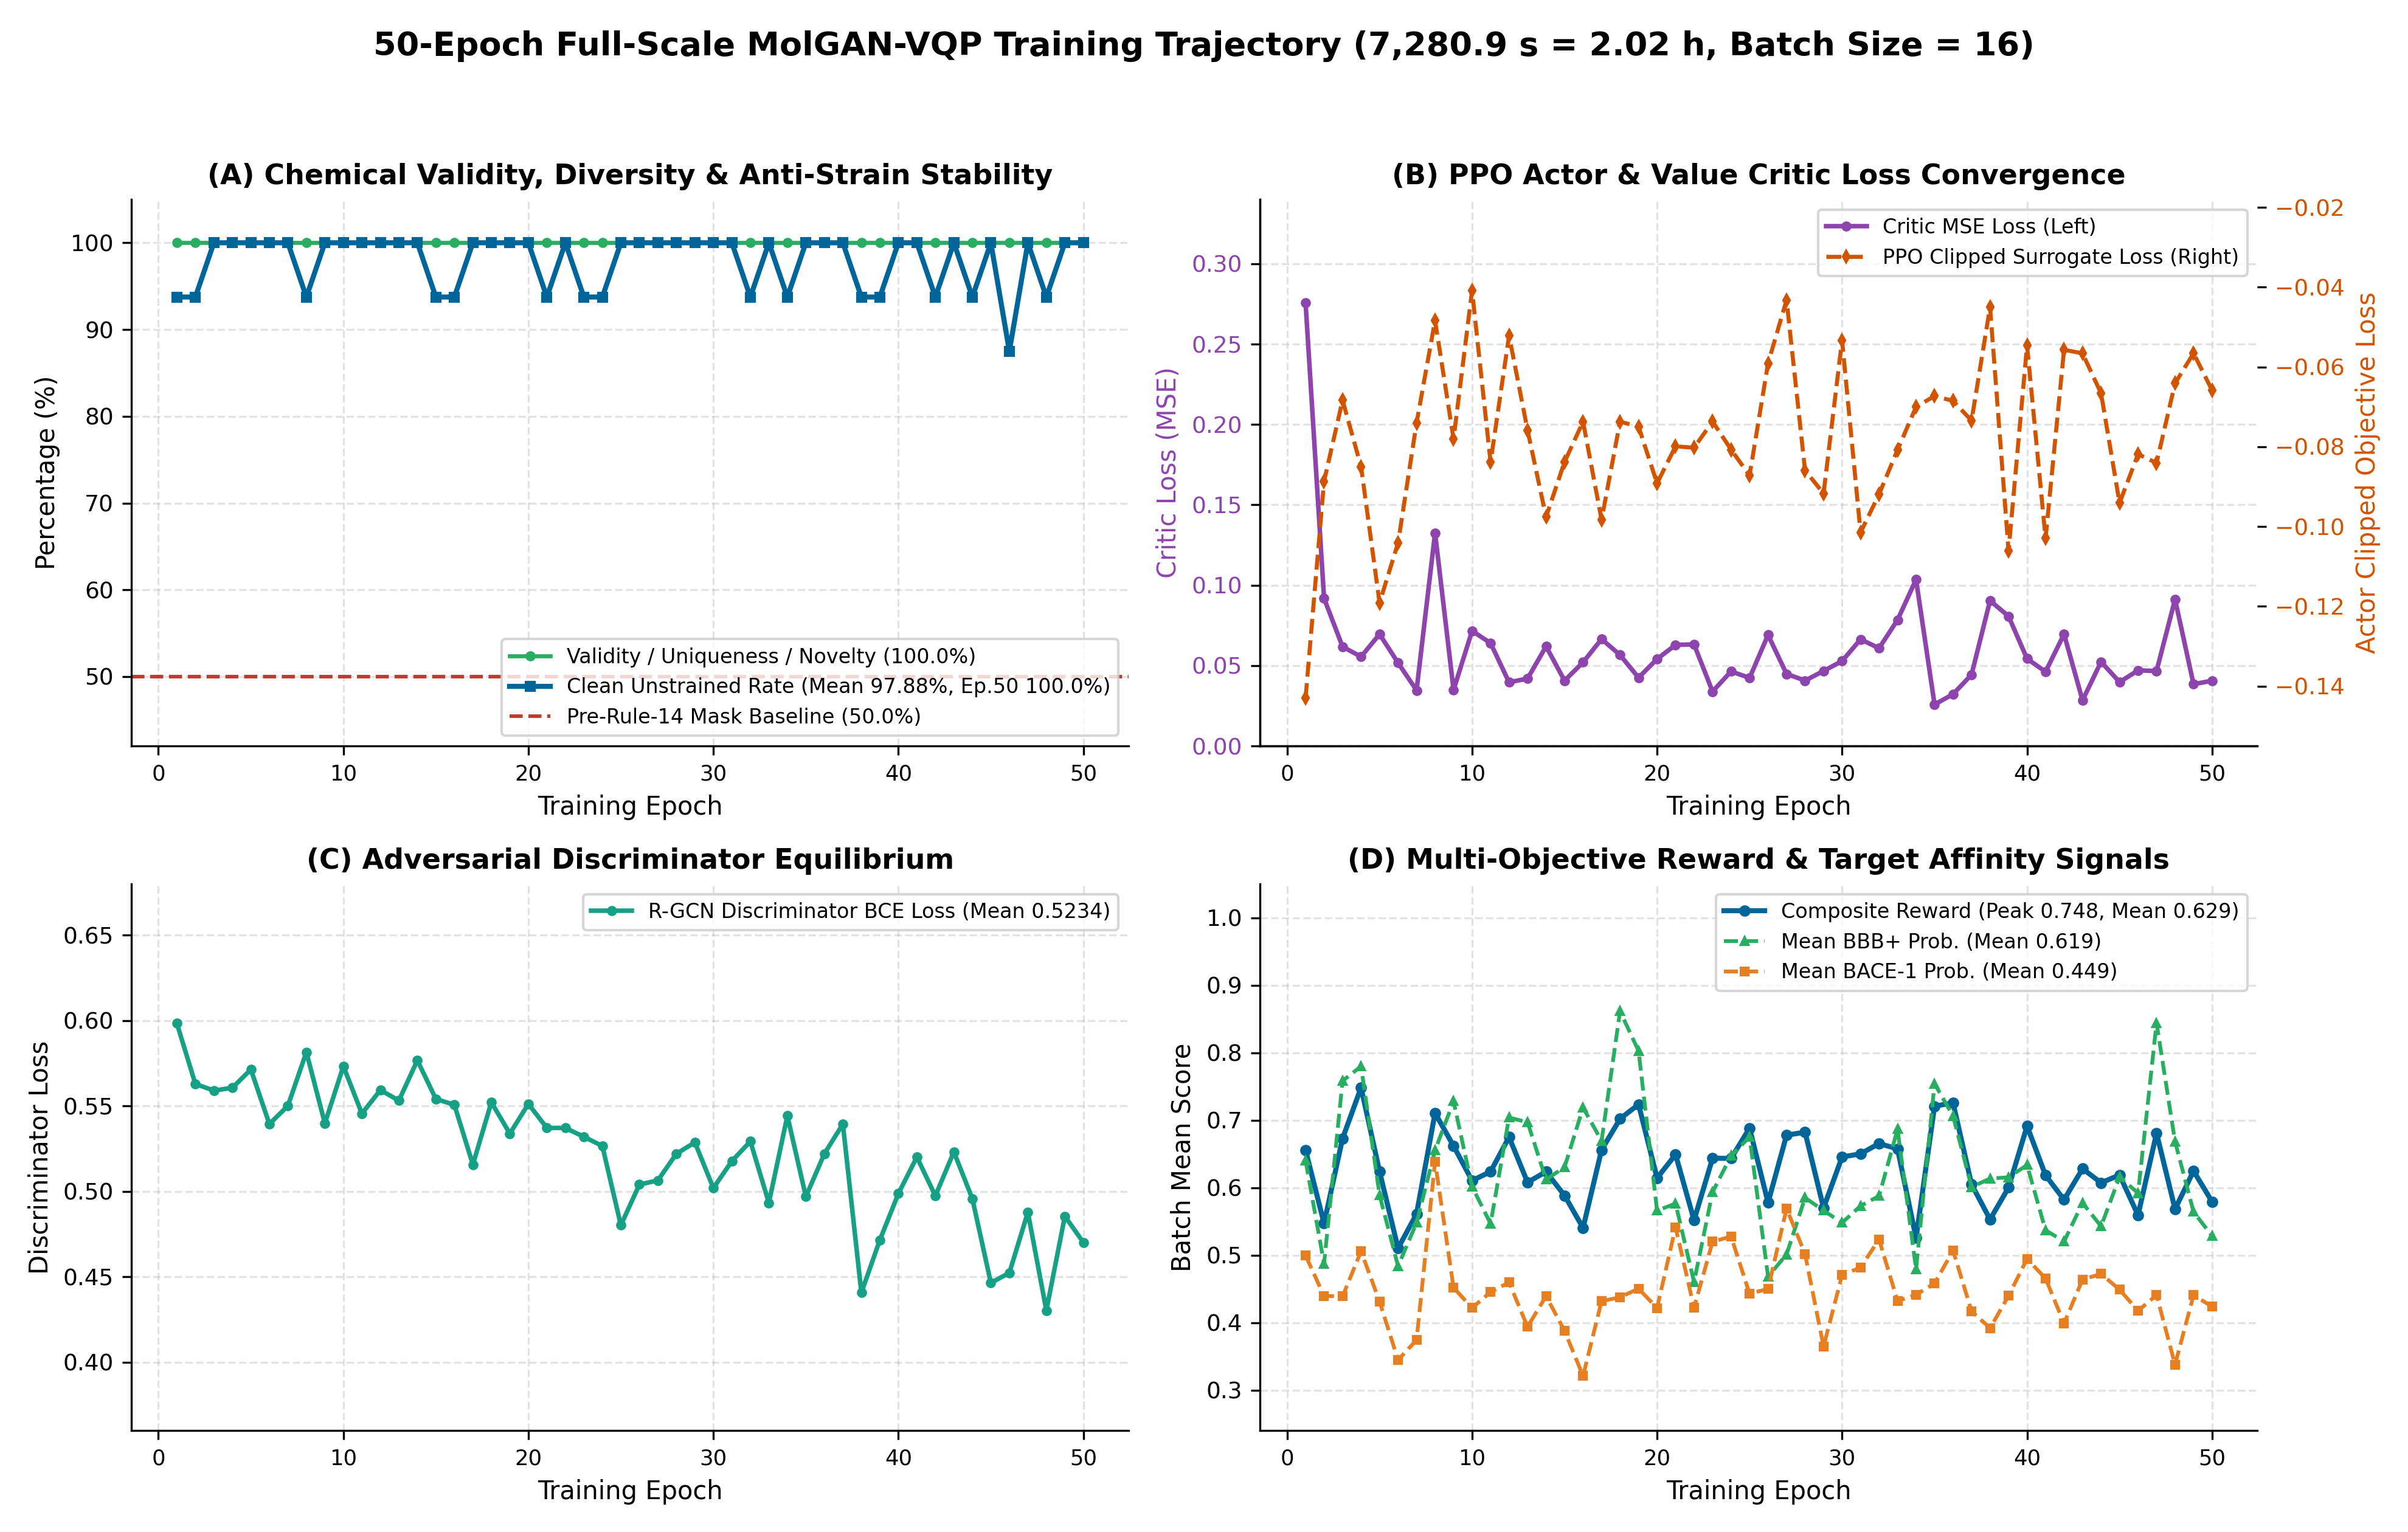 50-Epoch Full-Scale MolGAN-VQP Training Trajectory (7,280.9 s = 2.02 h, Batch Size = 16)
(A) Chemical Validity, Diversity & Anti-Strain Stability
Percentage (%)
100
90
80
70
60
50
Validity / Uniqueness / Novelty (100.0%)
Clean Unstrained Rate (Mean 97.88%, Ep.50 100.0%)
Pre-Rule-14 Mask Baseline (50.0%)
0 10 20 30 40 50
Training Epoch
(B) PPO Actor & Value Critic Loss Convergence
Critic Loss (MSE)
0.30
0.25
0.20
0.15
0.10
0.05
0.00
Critic MSE Loss (Left)
PPO Clipped Surrogate Loss (Right)
−0.02
−0.04
−0.06
−0.08
−0.10
−0.12
−0.14
Actor Clipped Objective Loss
0 10 20 30 40 50
Training Epoch
(C) Adversarial Discriminator Equilibrium
Discriminator Loss
0.65
0.60
0.55
0.50
0.45
0.40
R-GCN Discriminator BCE Loss (Mean 0.5234)
0 10 20 30 40 50
Training Epoch
(D) Multi-Objective Reward & Target Affinity Signals
Batch Mean Score
1.0
0.9
0.8
0.7
0.6
0.5
0.4
0.3
Composite Reward (Peak 0.748, Mean 0.629)
Mean BBB+ Prob. (Mean 0.619)
Mean BACE-1 Prob. (Mean 0.449)
0 10 20 30 40 50
Training Epoch